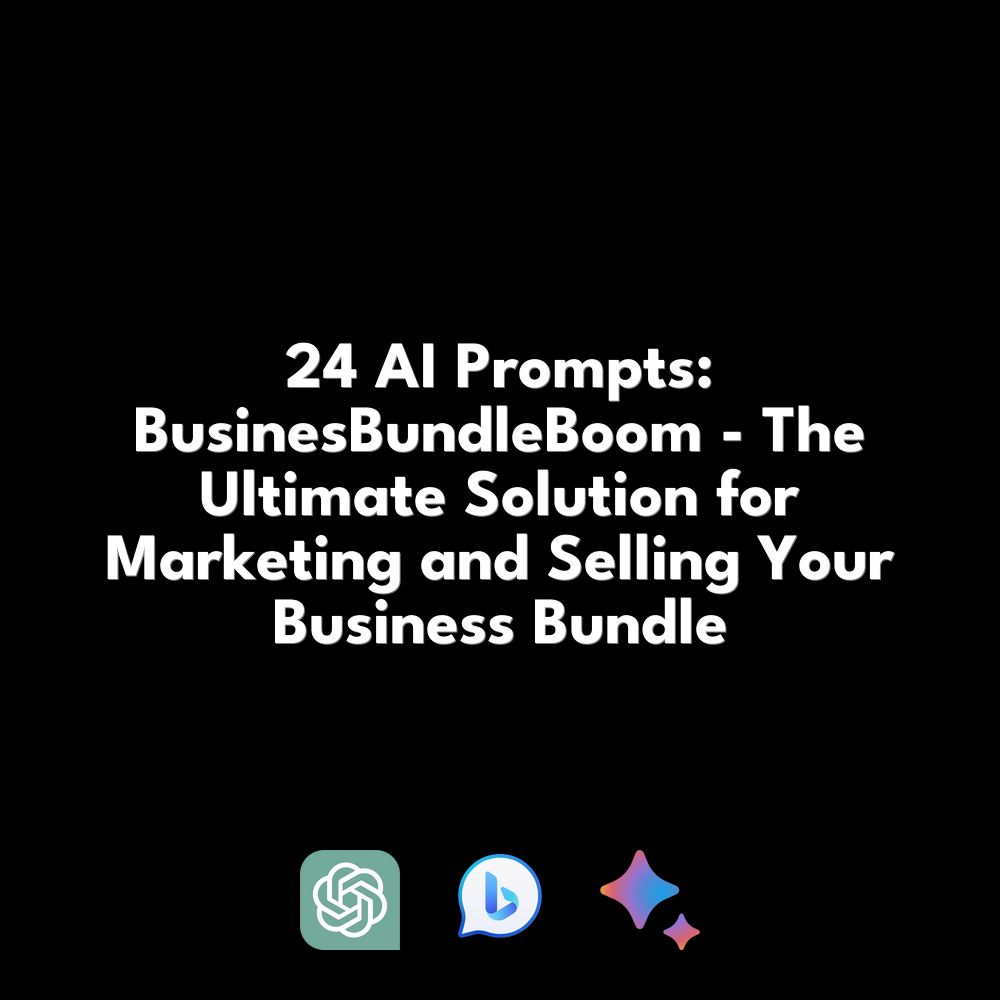 24 AI Prompts:
BusinesBundleBoom - The
Ultimate Solution for
Marketing and Selling Your
Business Bundle